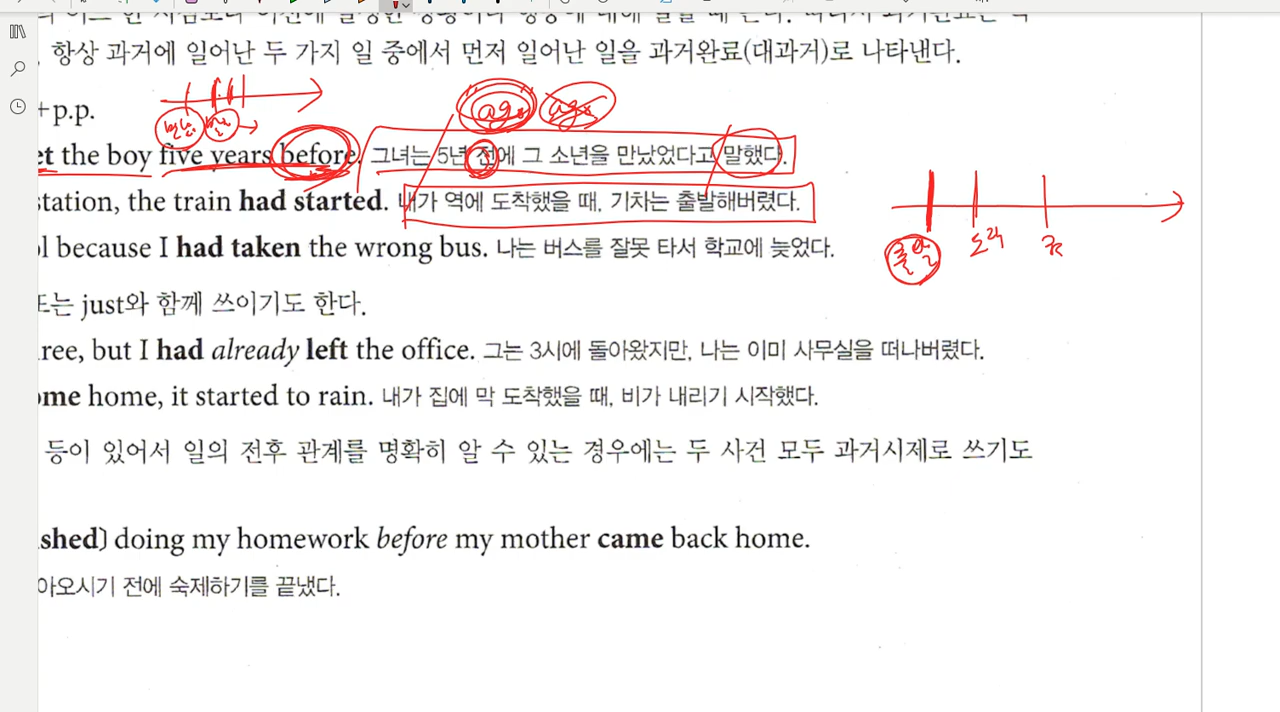 항상 과거에 일어난 두 가지 일 중에서 먼저 일어난 일을 과거완료(대과거)로 나타낸다.
+p.p.
ago ago
et the boy five years before. 그녀는 5년 전에 그 소년을 만났었다고 말했다.
station, the train had started. 내가 역에 도착했을 때, 기차는 출발해버렸다.
ol because I had taken the wrong bus. 나는 버스를 잘못 타서 학교에 늦었다.
출발 도착
또는 just와 함께 쓰이기도 한다.
ree, but I had already left the office. 그는 3시에 돌아왔지만, 나는 이미 사무실을 떠나버렸다.
ome home, it started to rain. 내가 집에 막 도착했을 때, 비가 내리기 시작했다.
등이 있어서 일의 전후 관계를 명확히 알 수 있는 경우에는 두 사건 모두 과거시제로 쓰기도
shed) doing my homework before my mother came back home.
아오시기 전에 숙제하기를 끝냈다.